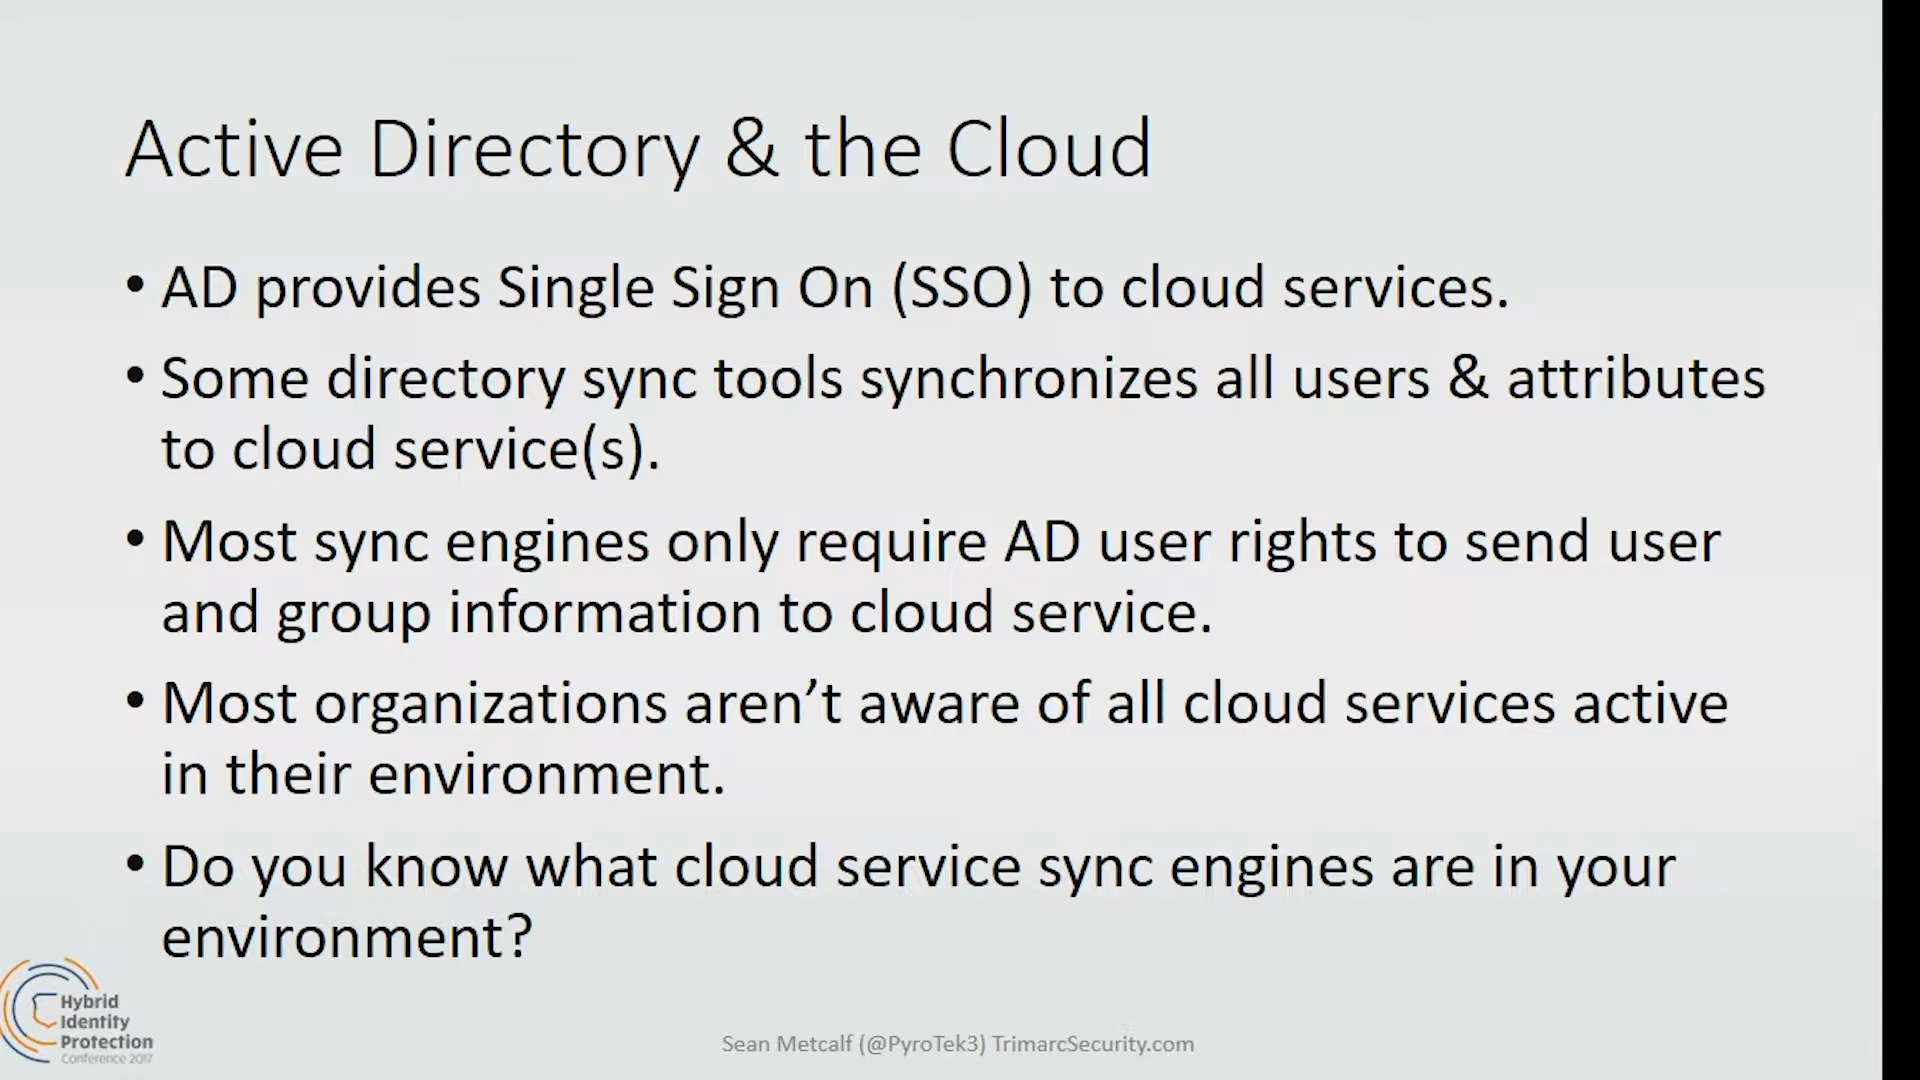 Active Directory & the Cloud
• AD provides Single Sign On (SSO) to cloud services.
• Some directory sync tools synchronizes all users & attributes
to cloud service(s).
• Most sync engines only require AD user rights to send user
and group information to cloud service.
• Most organizations aren’t aware of all cloud services active
in their environment.
• Do you know what cloud service sync engines are in your
environment?
Hybrid
Identity
Protection
Conference 2017
Sean Metcalf (@PyroTek3) TrimarcSecurity.com